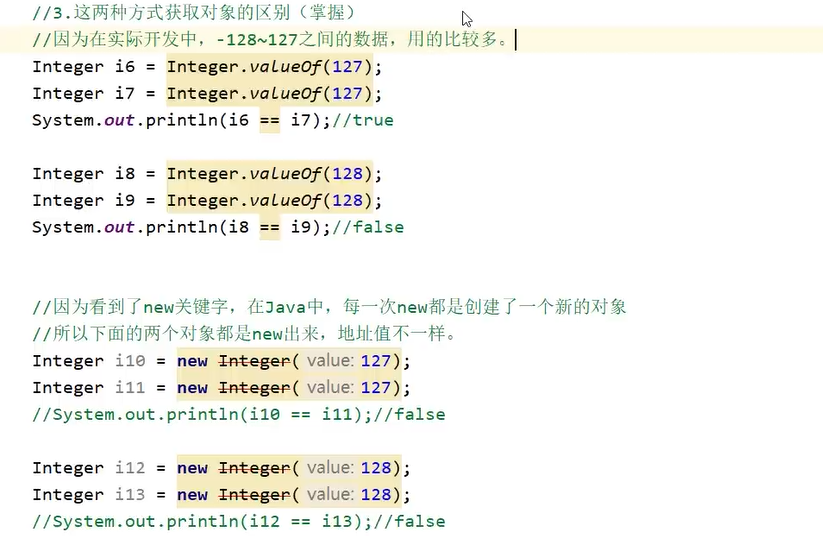 //3.这两种方式获取对象的区别（掌握）
//因为在实际开发中，-128~127之间的数据，用的比较多。
Integer i6 = Integer.valueOf(127);
Integer i7 = Integer.valueOf(127);
System.out.println(i6 == i7);//true
Integer i8 = Integer.valueOf(128);
Integer i9 = Integer.valueOf(128);
System.out.println(i8 == i9);//false
//因为看到了new关键字，在Java中，每一次new都是创建了一个新的对象
//所以下面的两个对象都是new出来，地址值不一样。
Integer i10 = new Integer( value: 127);
Integer i11 = new Integer( value: 127);
//System.out.println(i10 == i11);//false
Integer i12 = new Integer( value: 128);
Integer i13 = new Integer( value: 128);
//System.out.println(i12 == i13);//false